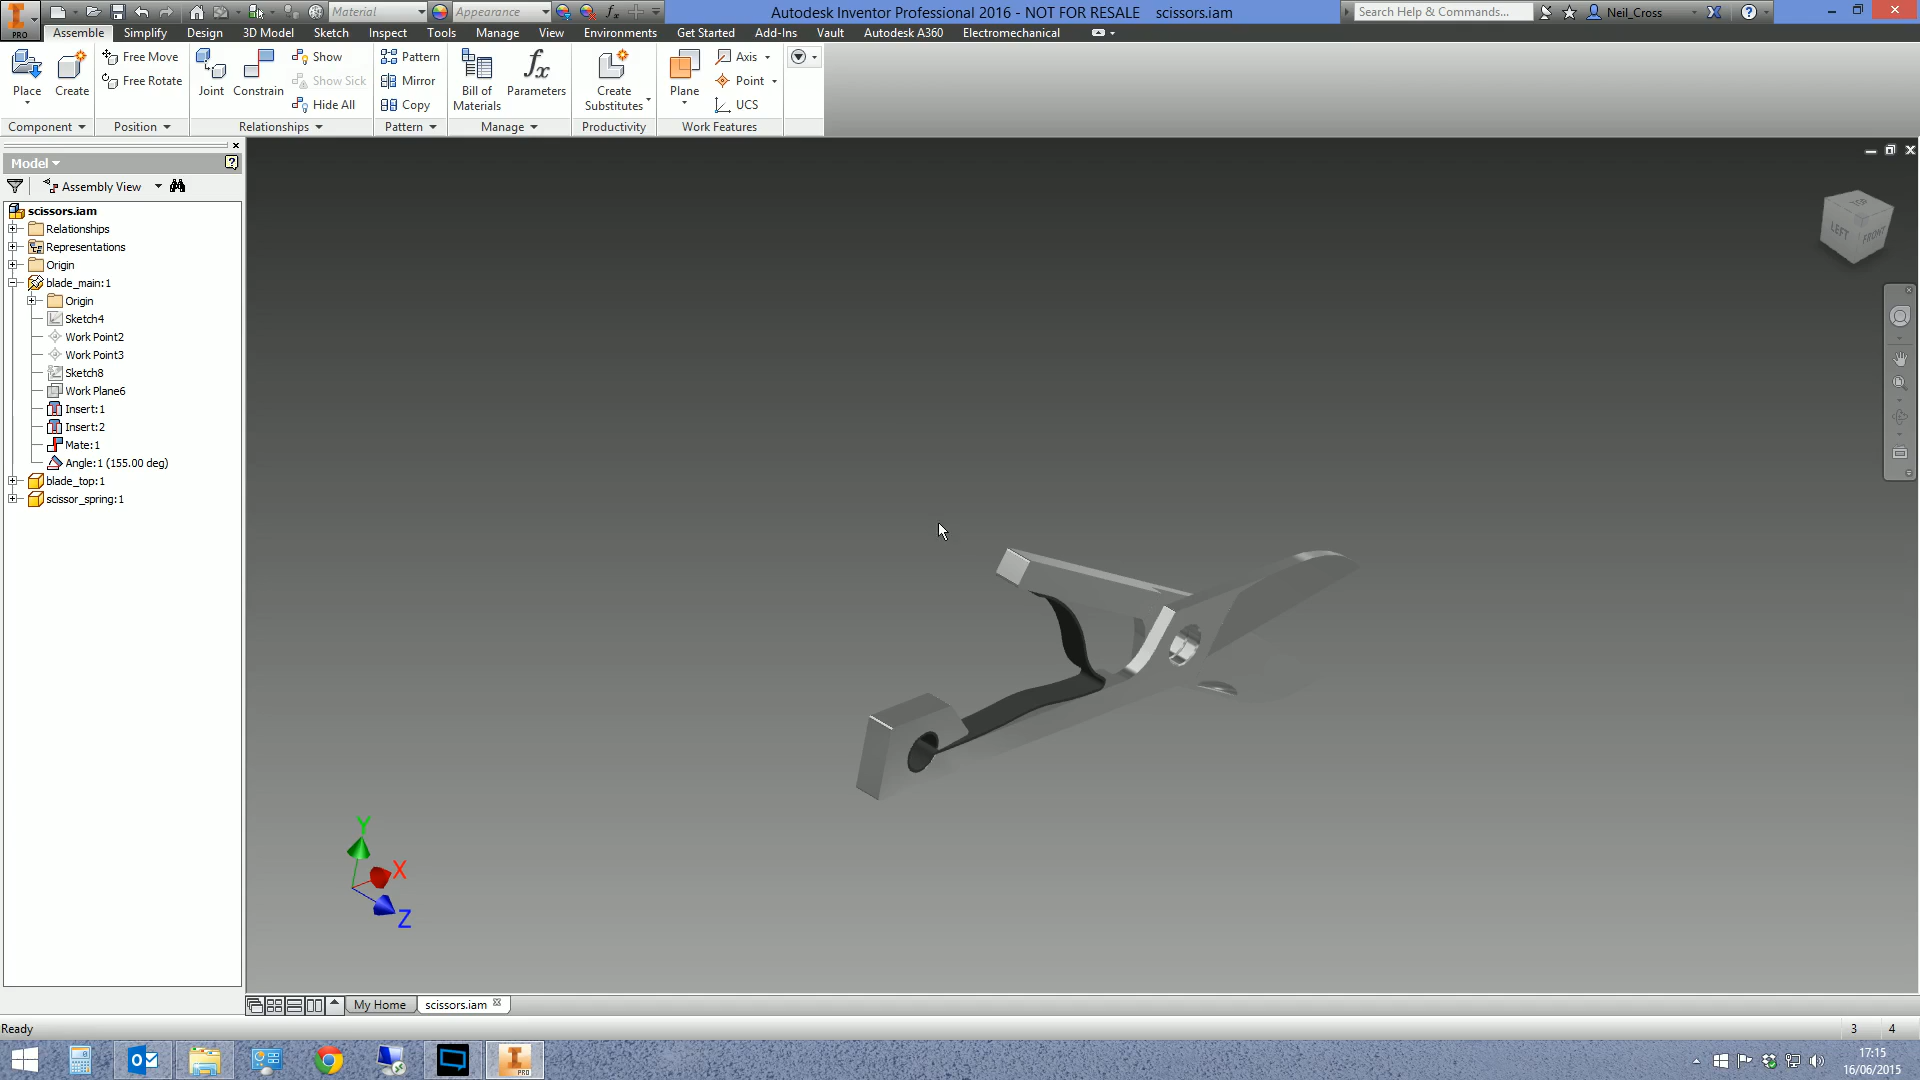 Material
Appearance
Autodesk Inventor Professional 2016 - NOT FOR RESALE scissors.iam
Search Help & Commands...
Neil_Cross
PRO
Assemble Simplify Design 3D Model Sketch Inspect Tools Manage View Environments Get Started Add-Ins Vault Autodesk A360 Electromechanical
Place
Create
Free Move
Free Rotate
Joint
Constrain
Show
Show Sick
Hide All
Pattern
Mirror
Copy
Bill of
Materials
fx
Parameters
Create
Substitutes
Plane
Axis
Point
UCS
Component
Position
Relationships
Pattern
Manage
Productivity
Work Features
Model
Assembly View
scissors.iam
Relationships
Representations
Origin
blade_main:1
Origin
Sketch4
Work Point2
Work Point3
Sketch8
Work Plane6
Insert:1
Insert:2
Mate:1
Angle:1 (155.00 deg)
blade_top:1
scissor_spring:1
TOP
LEFT
FRONT
Y
X
Z
My Home
scissors.iam
Ready
3 4
PRO
17:15
16/06/2015